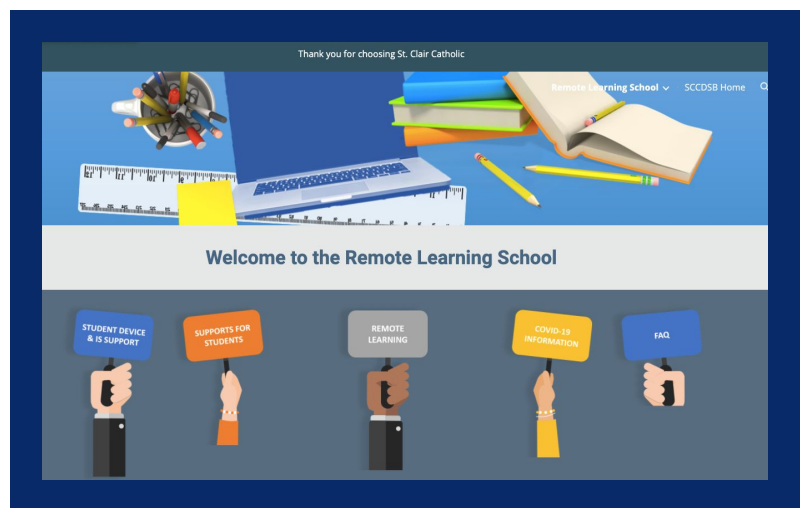 Thank you for choosing St. Clair Catholic
Remote Learning School
SCCDSB Home
Welcome to the Remote Learning School
STUDENT DEVICE
& IS SUPPORT
SUPPORTS FOR
STUDENTS
REMOTE
LEARNING
COVID-19
INFORMATION
FAQ